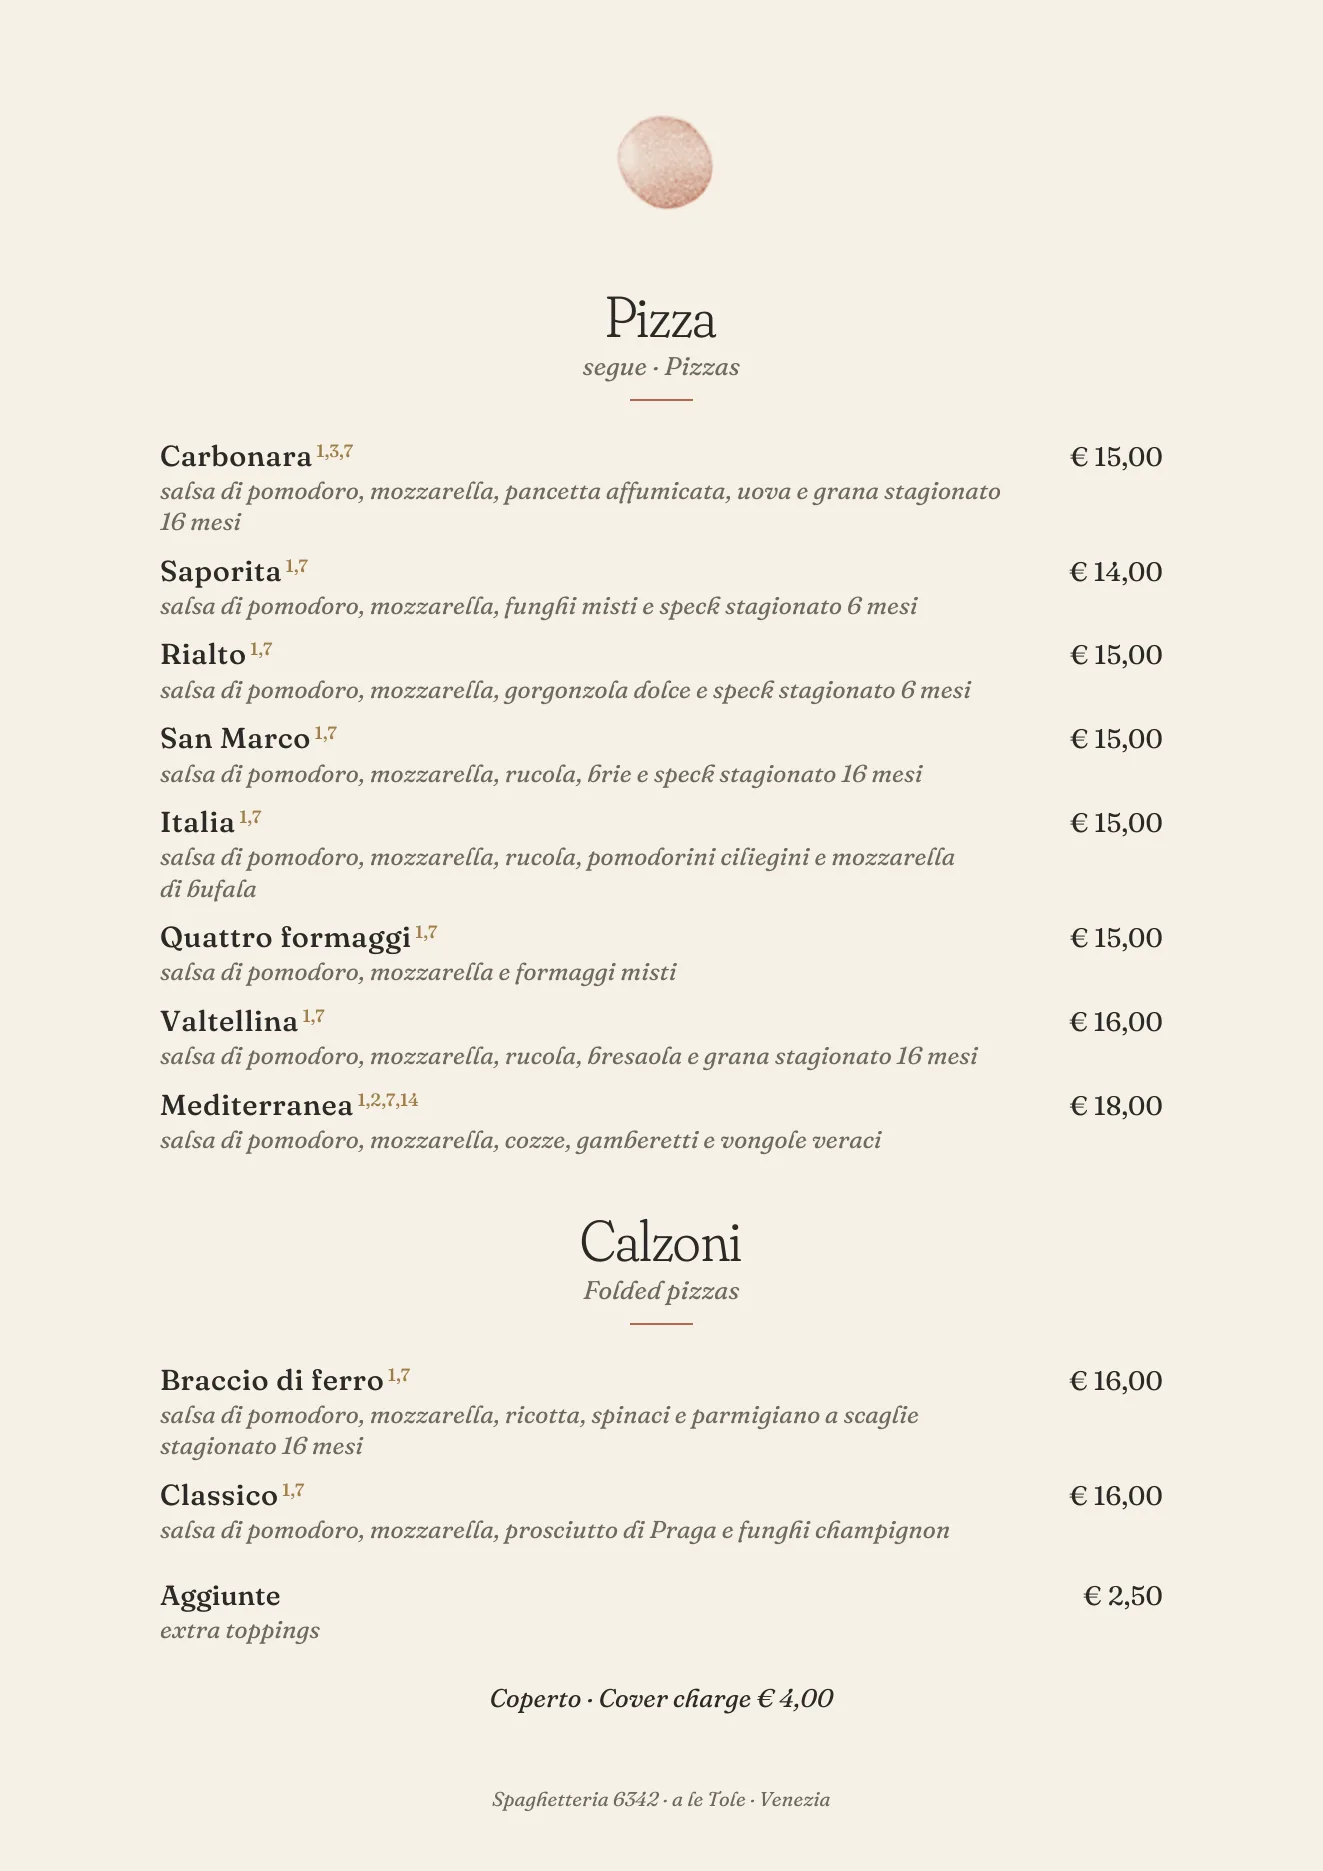 Pizza
segue · Pizzas
Carbonara 1,3,7 € 15,00
salsa di pomodoro, mozzarella, pancetta affumicata, uova e grana stagionato
16 mesi
Saporita 1,7 € 14,00
salsa di pomodoro, mozzarella, funghi misti e speck stagionato 6 mesi
Rialto 1,7 € 15,00
salsa di pomodoro, mozzarella, gorgonzola dolce e speck stagionato 6 mesi
San Marco 1,7 € 15,00
salsa di pomodoro, mozzarella, rucola, brie e speck stagionato 16 mesi
Italia 1,7 € 15,00
salsa di pomodoro, mozzarella, rucola, pomodorini ciliegini e mozzarella
di bufala
Quattro formaggi 1,7 € 15,00
salsa di pomodoro, mozzarella e formaggi misti
Valtellina 1,7 € 16,00
salsa di pomodoro, mozzarella, rucola, bresaola e grana stagionato 16 mesi
Mediterranea 1,2,7,14 € 18,00
salsa di pomodoro, mozzarella, cozze, gamberetti e vongole veraci
Calzoni
Folded pizzas
Braccio di ferro 1,7 € 16,00
salsa di pomodoro, mozzarella, ricotta, spinaci e parmigiano a scaglie
stagionato 16 mesi
Classico 1,7 € 16,00
salsa di pomodoro, mozzarella, prosciutto di Praga e funghi champignon
Aggiunte € 2,50
extra toppings
Coperto · Cover charge € 4,00
Spaghetteria 6342 · a le Tole · Venezia